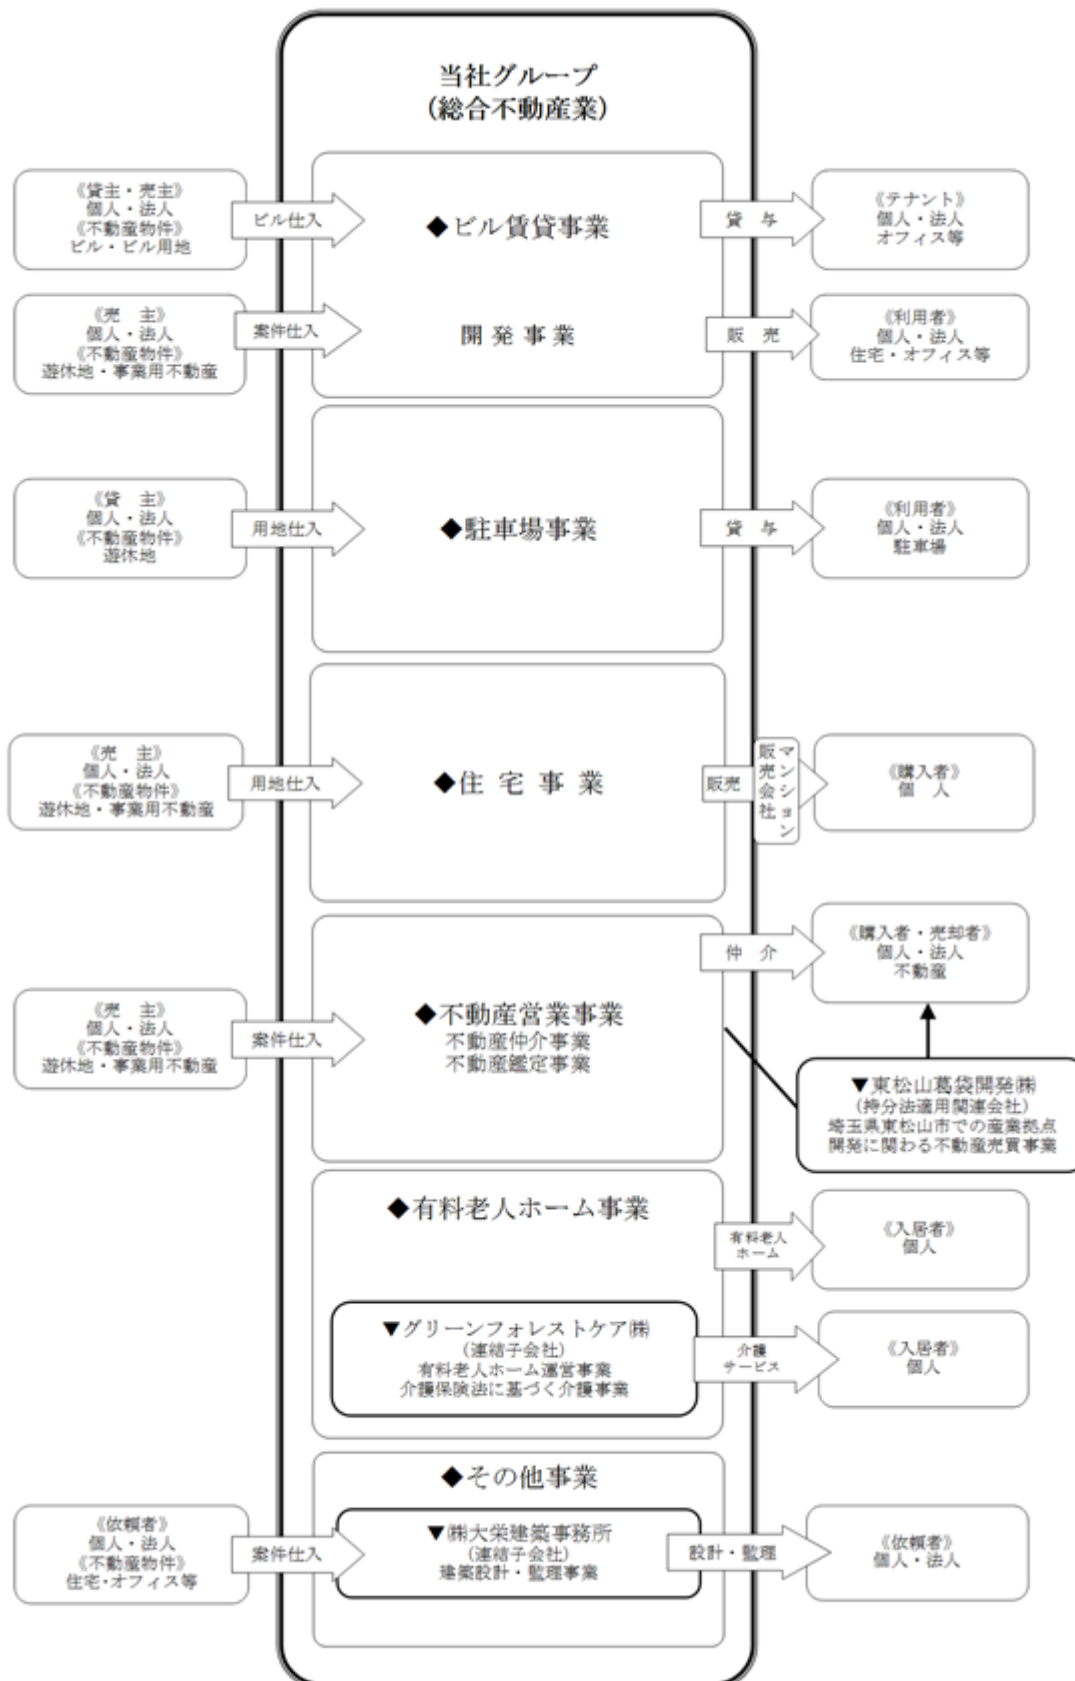 当社グループ
(総合不動産業)
《貸主・売主》
個人・法人
《不動産物件》
ビル・ビル用地
ビル仕入
◆ビル賃貸事業
貸 与
《テナント》
個人・法人
オフィス等
《売 主》
個人・法人
《不動産物件》
遊休地・事業用不動産
案件仕入
開 発 事 業
販 売
《利用者》
個人・法人
住宅・オフィス等
《貸 主》
個人・法人
《不動産物件》
遊休地
用地仕入
◆駐車場事業
貸 与
《利用者》
個人・法人
駐車場
《売 主》
個人・法人
《不動産物件》
遊休地・事業用不動産
用地仕入
◆住 宅 事 業
販売
マンション
販売会社
《購入者》
個 人
仲 介
《購入者・売却者》
個人・法人
不動産
《売 主》
個人・法人
《不動産物件》
遊休地・事業用不動産
案件仕入
◆不動産営業事業
不動産仲介事業
不動産鑑定事業
▼東松山葛袋開発㈱
(持分法適用関連会社)
埼玉県東松山市での産業拠点
開発に関わる不動産売買事業
◆有料老人ホーム事業
有料老人
ホーム
《入居者》
個人
▼グリーンフォレストケア㈱
(連結子会社)
有料老人ホーム運営事業
介護保険法に基づく介護事業
介護
サービス
《入居者》
個人
◆その他事業
《依頼者》
個人・法人
《不動産物件》
住宅・オフィス等
案件仕入
▼㈱大栄建築事務所
(連結子会社)
建築設計・監理事業
設計・監理
《依頼者》
個人・法人